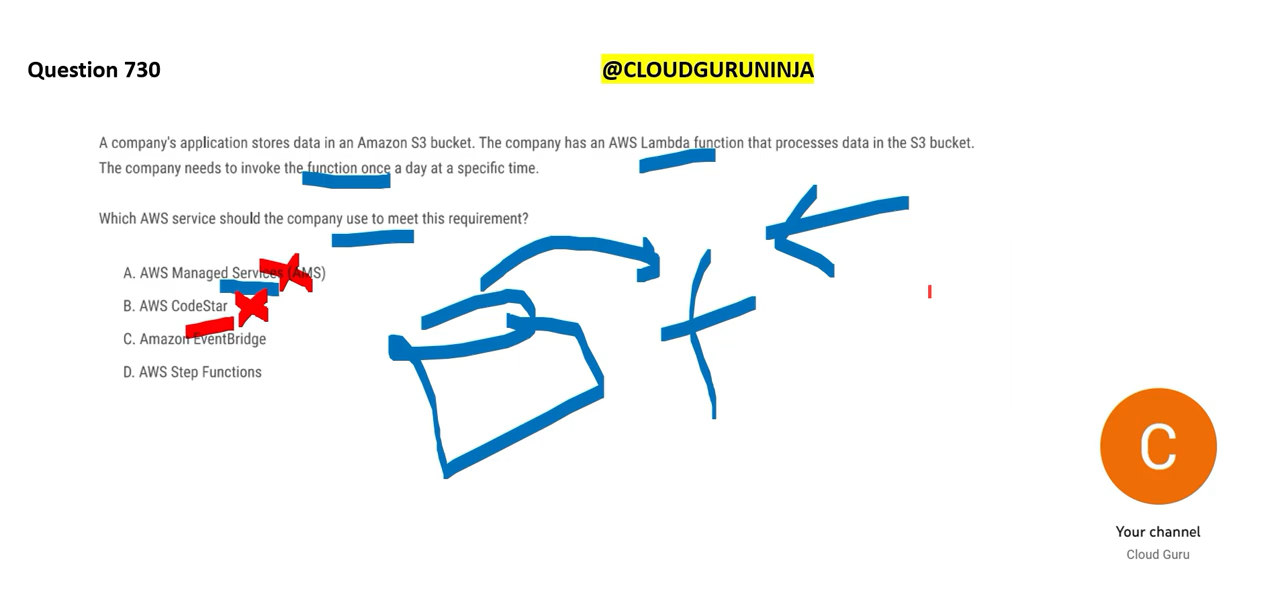 Question 730
@CLOUDGURUNINJA
A company's application stores data in an Amazon S3 bucket. The company has an AWS Lambda function that processes data in the S3 bucket.
The company needs to invoke the function once a day at a specific time.
Which AWS service should the company use to meet this requirement?
A. AWS Managed Services (AMS)
B. AWS CodeStar
C. Amazon EventBridge
D. AWS Step Functions
C
Your channel
Cloud Guru